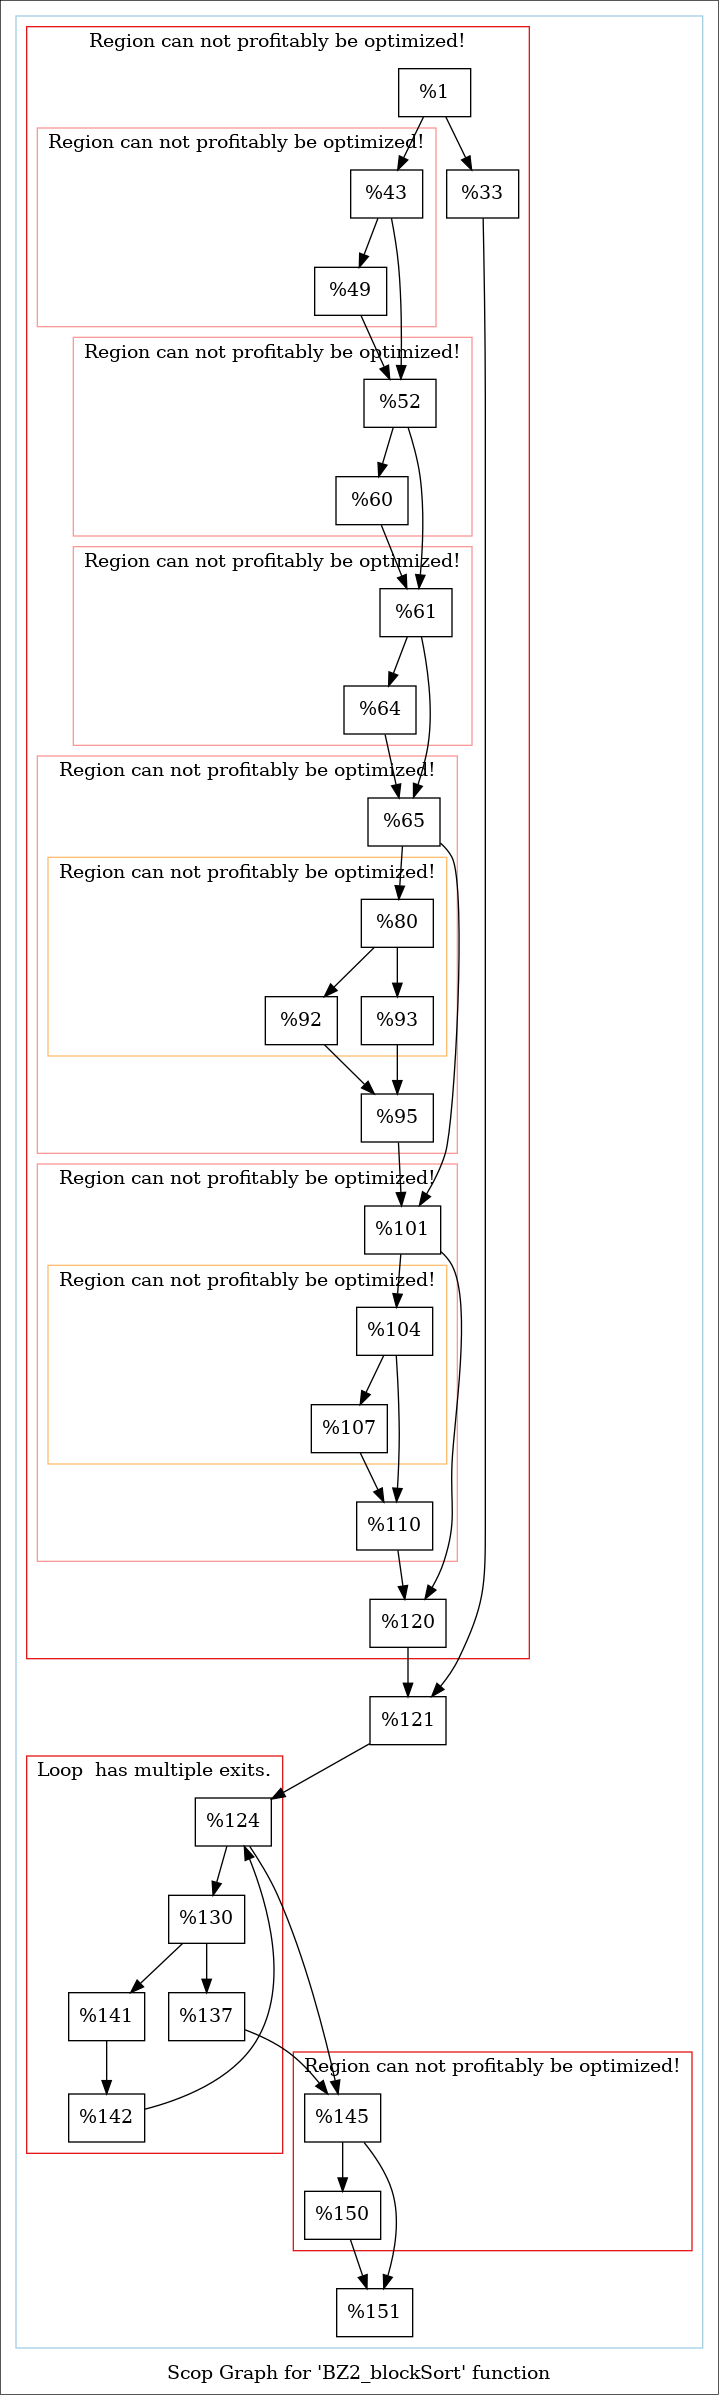 Region can not profitably be optimized!
%1
Region can not profitably be optimized!
%43
%33
%49
Region can not profitably be optimized!
%52
%60
Region can not profitably be optimized!
%61
%64
Region can not profitably be optimized!
%65
Region can not profitably be optimized!
%80
%92
%93
%95
Region can not profitably be optimized!
%101
Region can not profitably be optimized!
%104
%107
%110
%120
%121
Loop  has multiple exits.
%124
%130
%141
%137
Region can not profitably be optimized!
%142
%145
%150
%151
Scop Graph for 'BZ2_blockSort' function